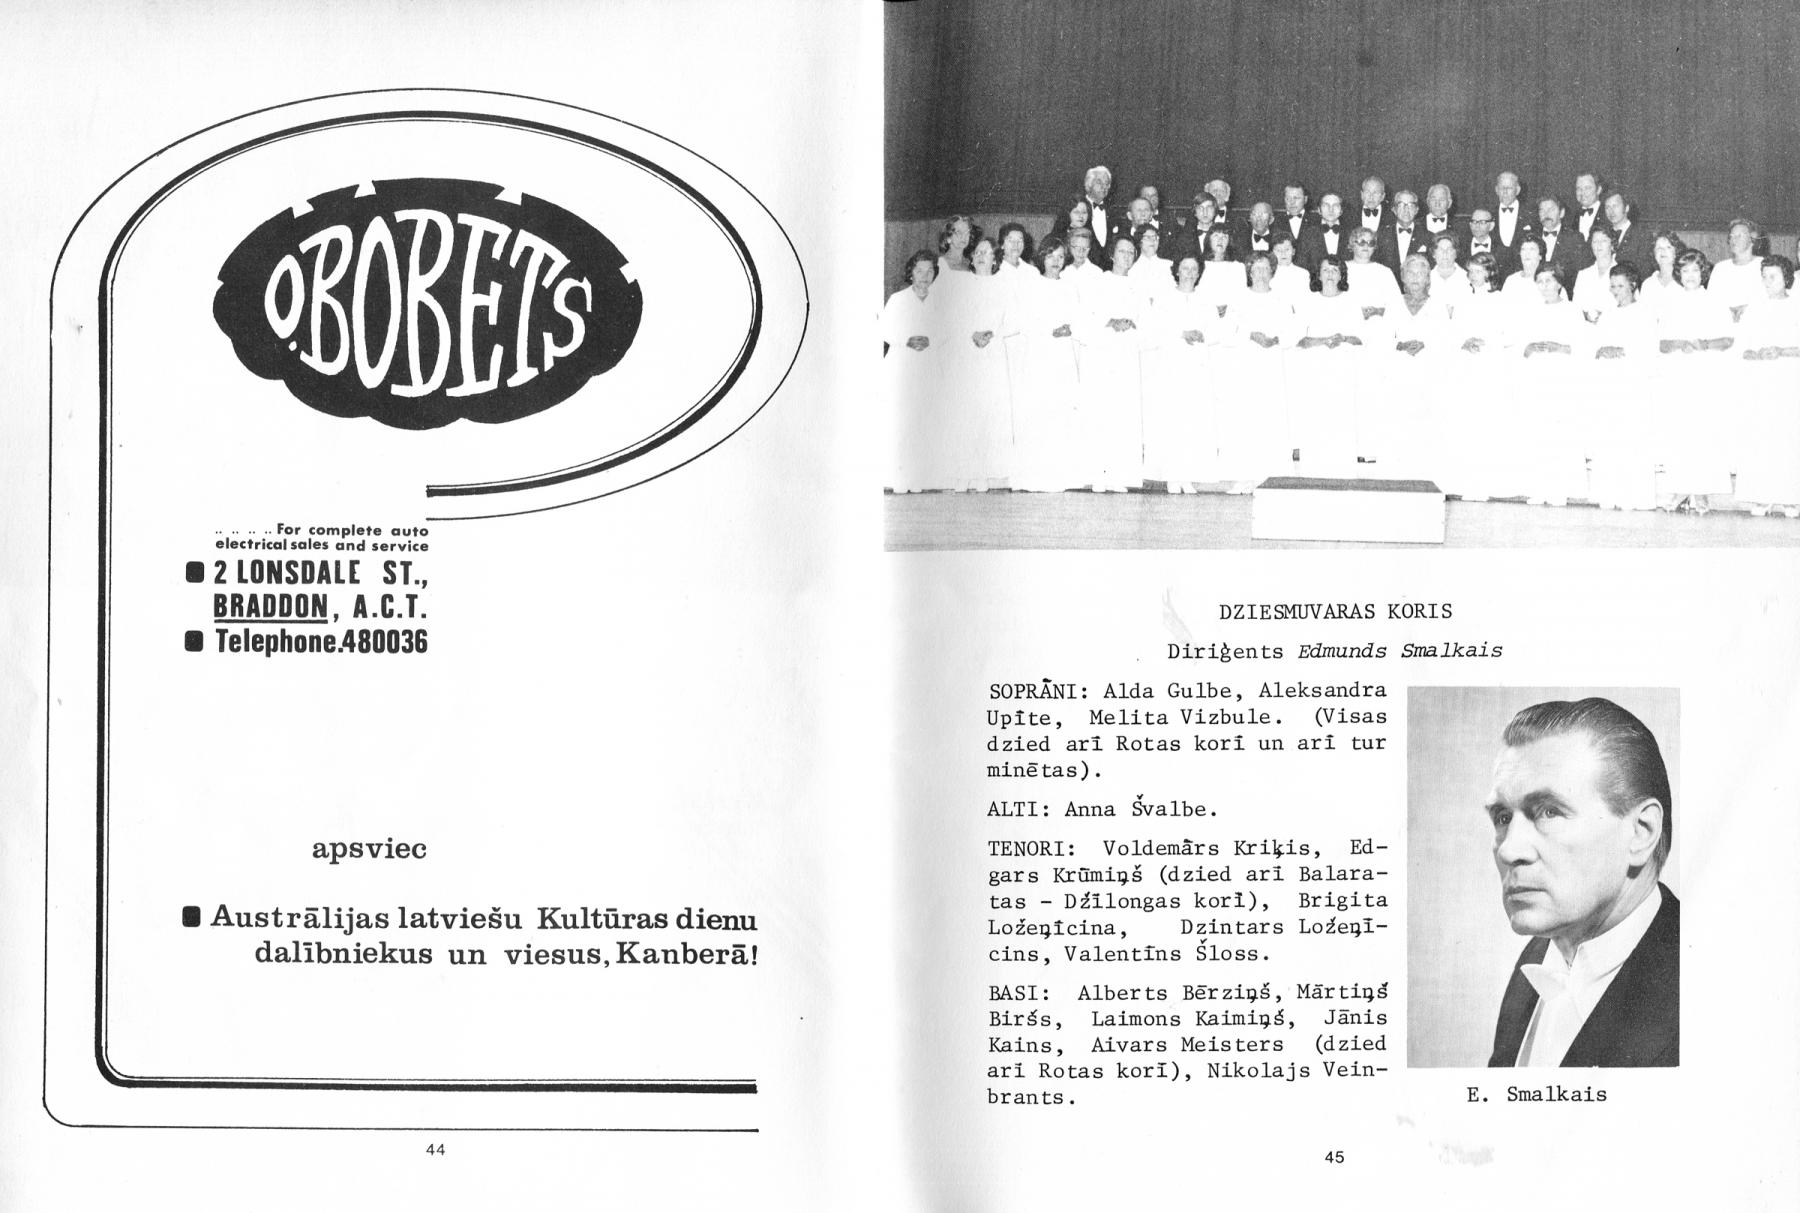 O. BOBETS
.. .. .. .. For complete auto
electrical sales and service
2 LONSDALE ST.,
BRADDON, A.C.T.
Telephone.480036
apsviec
Austrālijas latviešu Kultūras dienu
dalībniekus un viesus, Kanberā!
44
DZIESMUVARAS KORIS
Diriģents Edmunds Smalkais
SOPRĀNI: Alda Gulbe, Aleksandra
Upīte, Melita Vizbule. (Visas
dzied arī Rotas korī un arī tur
minētas).
ALTI: Anna Švalbe.
TENORI: Voldemārs Kriķis, Ed-
gars Krūmiņš (dzied arī Balara-
tas - Džīlongas korī), Brigita
Ložeņīcina, Dzintars Ložeņī-
cins, Valentīns Šloss.
BASI: Alberts Bērziņš, Mārtiņš
Biršs, Laimons Kaimiņš, Jānis
Kains, Aivars Meisters (dzied
arī Rotas korī), Nikolajs Vein-
brants.
E. Smalkais
45